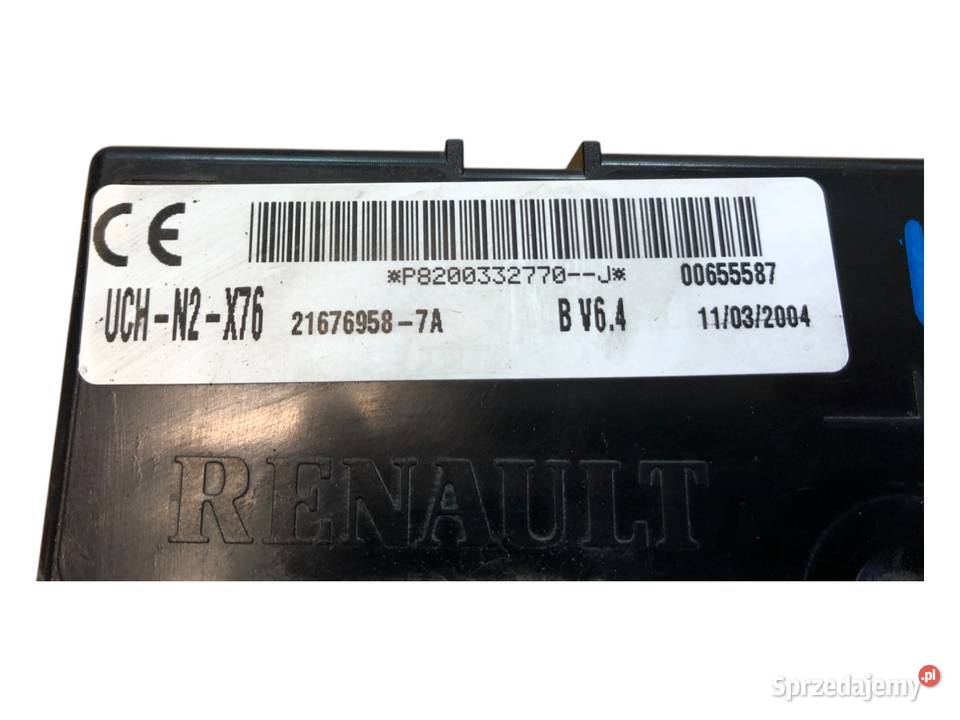 CE
*P8200332770--J* 00655587
UCH-N2-X76 21676958-7A B V6.4 11/03/2004
RENAULT
Sprzedajemy.pl